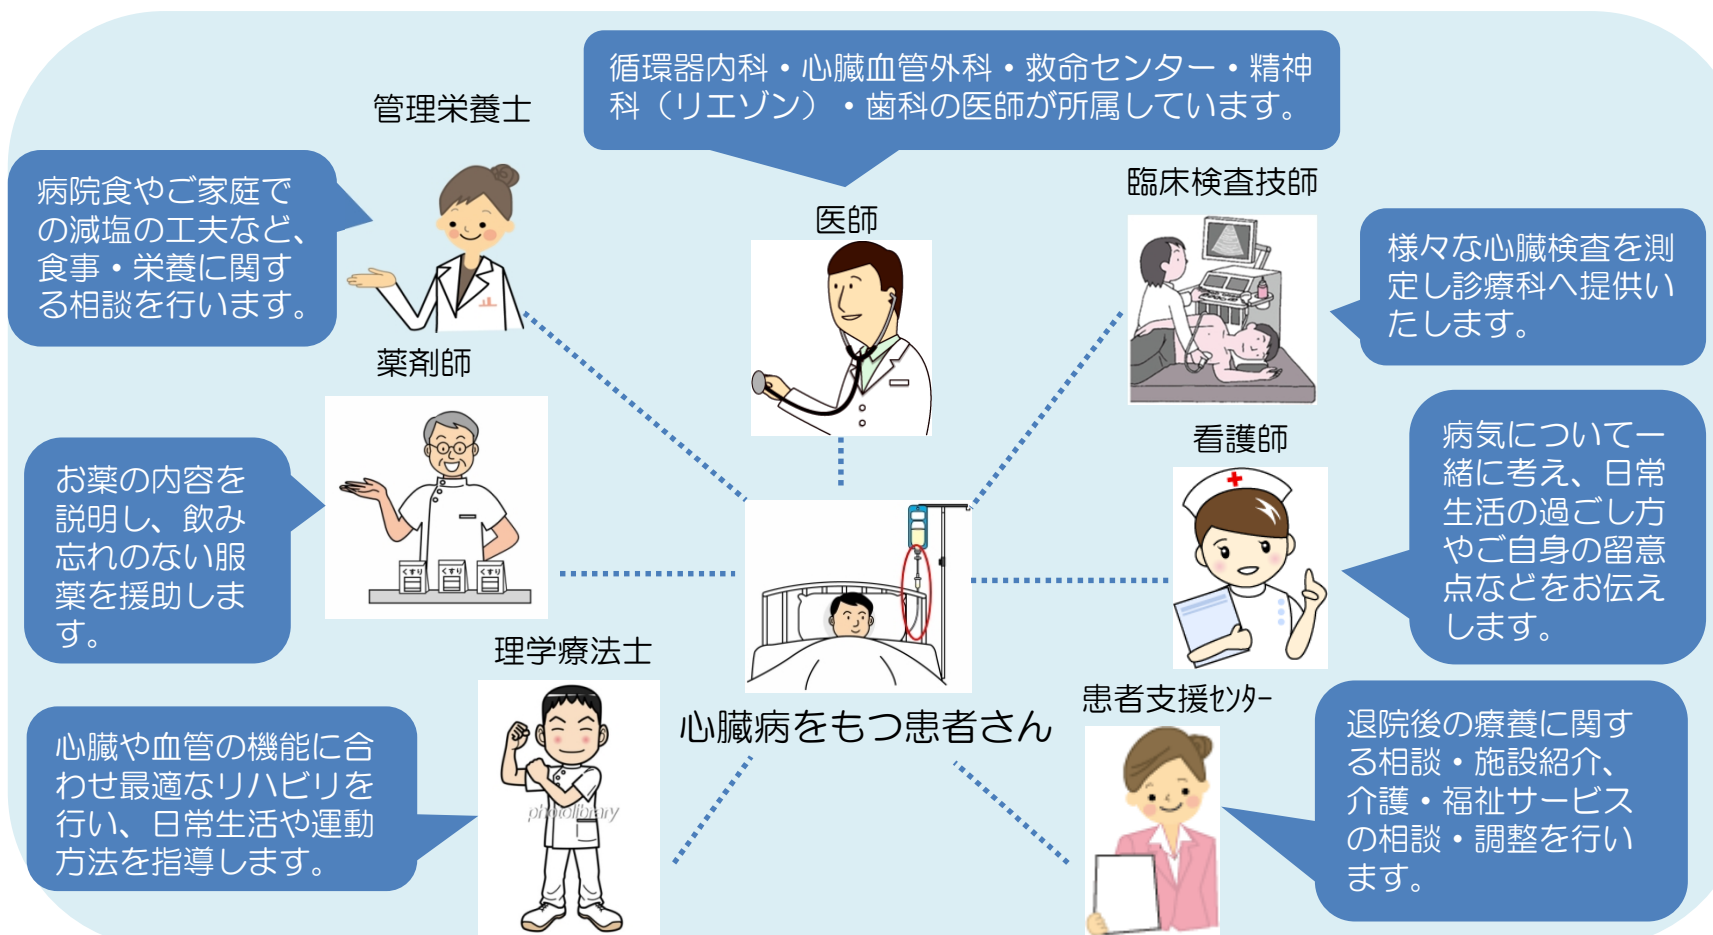 循環器内科・心臓血管外科・救命センター・精神
科（リエゾン）・歯科の医師が所属しています。
管理栄養士
病院食やご家庭で
の減塩の工夫など、
食事・栄養に関す
る相談を行います。
医師
臨床検査技師
様々な心臓検査を測
定し診療科へ提供い
たします。
薬剤師
お薬の内容を
説明し、飲み
忘れのない服
薬を援助しま
す。
くすり
くすり
くすり
看護師
病気について一
緒に考え、日常
生活の過ごし方
やご自身の留意
点などをお伝え
します。
理学療法士
心臓や血管の機能に合
わせ最適なリハビリを
行い、日常生活や運動
方法を指導します。
photolibrary
心臓病をもつ患者さん
患者支援ｾﾝﾀｰ
退院後の療養に関す
る相談・施設紹介、
介護・福祉サービス
の相談・調整を行い
ます。